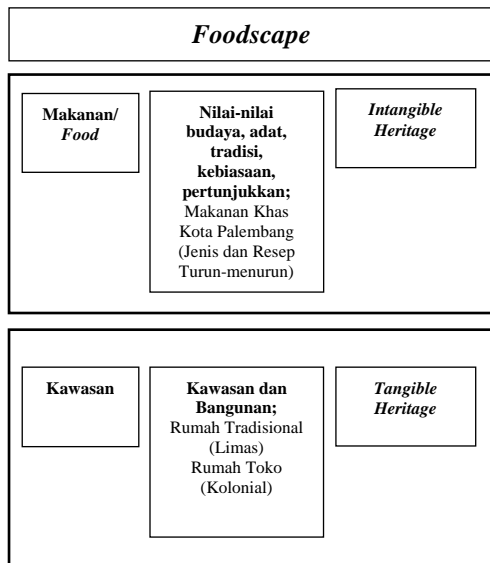 Foodscape
Makanan/
Food
Nilai-nilai
budaya, adat,
tradisi,
kebiasaan,
pertunjukkan;
Makanan Khas
Kota Palembang
(Jenis dan Resep
Turun-menurun)
Intangible
Heritage
Kawasan
Kawasan dan
Bangunan;
Rumah Tradisional
(Limas)
Rumah Toko
(Kolonial)
Tangible
Heritage